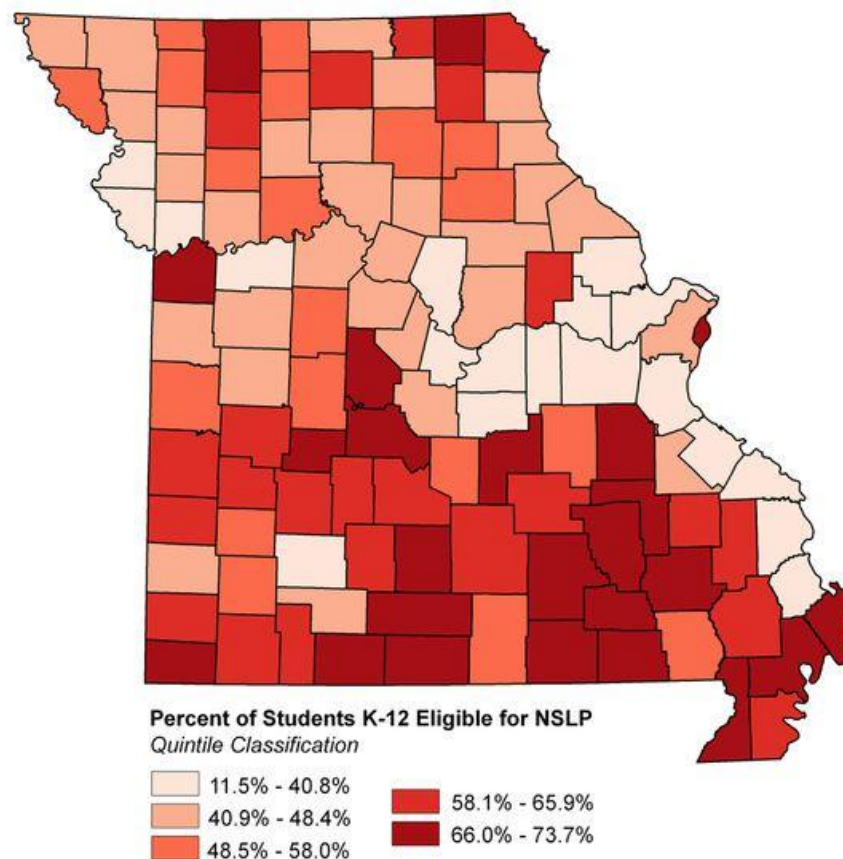 Percent of Students K-12 Eligible for NSLP
Quintile Classification
11.5% - 40.8%
40.9% - 48.4%
48.5% - 58.0%
58.1% - 65.9%
66.0% - 73.7%